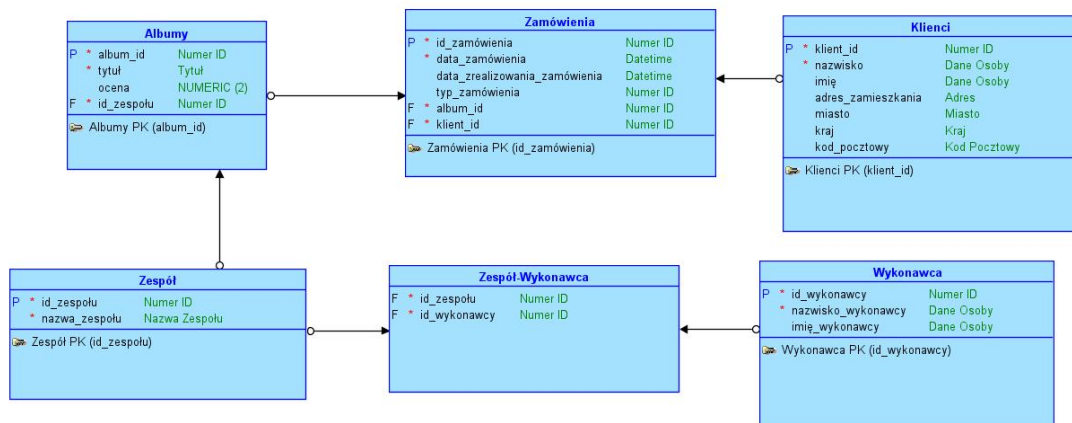 Albumy
P * album_id Numer ID
* tytuł Tytuł
ocena NUMERIC (2)
F * id_zespołu Numer ID
Albumy PK (album_id)
Zamówienia
P * id_zamówienia Numer ID
* data_zamówienia Datetime
data_zrealizowania_zamówienia Datetime
typ_zamówienia Numer ID
F * album_id Numer ID
F * klient_id Numer ID
Zamówienia PK (id_zamówienia)
Klienci
P * klient_id Numer ID
* nazwisko Dane Osoby
imię Dane Osoby
adres_zamieszkania Adres
miasto Miasto
kraj Kraj
kod_pocztowy Kod Pocztowy
Klienci PK (klient_id)
Zespół
P * id_zespołu Numer ID
* nazwa_zespołu Nazwa Zespołu
Zespół PK (id_zespołu)
Zespół-Wykonawca
F * id_zespołu Numer ID
F * id_wykonawcy Numer ID
Wykonawca
P * id_wykonawcy Numer ID
* nazwisko_wykonawcy Dane Osoby
imię_wykonawcy Dane Osoby
Wykonawca PK (id_wykonawcy)